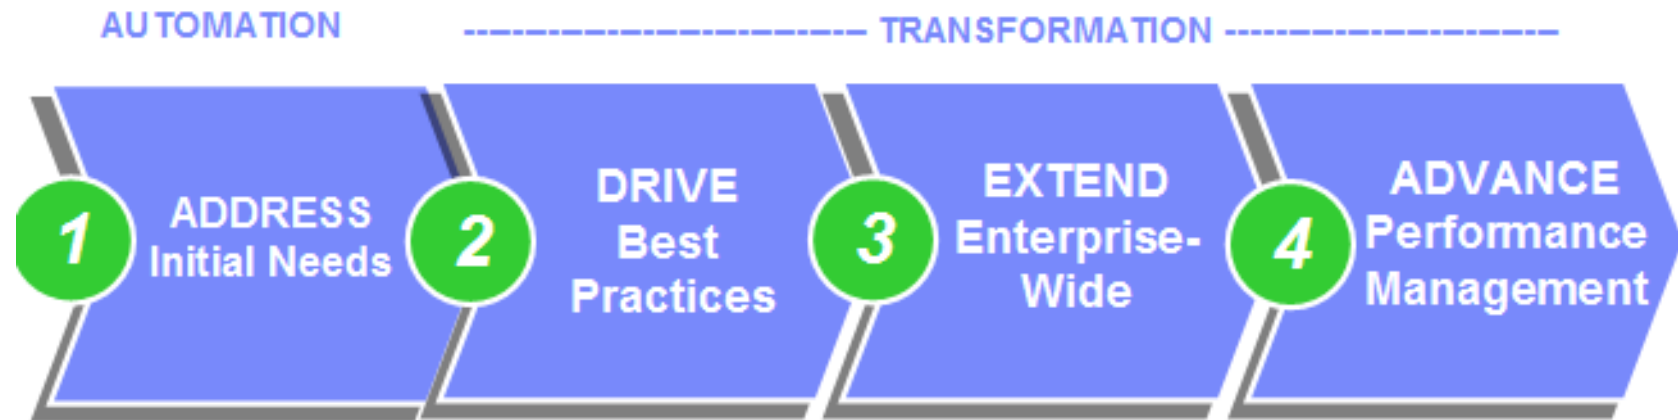 AUTOMATION
TRANSFORMATION
1
ADDRESS
Initial Needs
2
DRIVE
Best
Practices
3
EXTEND
Enterprise-
Wide
4
ADVANCE
Performance
Management